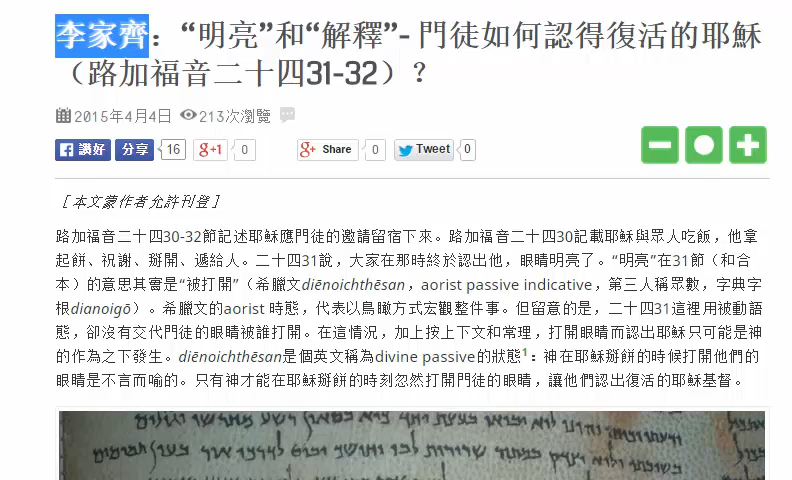 李家齊：“明亮”和“解釋”- 門徒如何認得復活的耶穌
（路加福音二十四31-32）？
2015年4月4日 213次瀏覽
讚好 分享 16 g+1 0 g+ Share 0 Tweet 0
［本文蒙作者允許刊登］
路加福音二十四30-32節記述耶穌應門徒的邀請留宿下來。路加福音二十四30記載耶穌與眾人吃飯，他拿
起餅、祝謝、掰開、遞給人。二十四31說，大家在那時終於認出他，眼睛明亮了。“明亮”在31節（和合
本）的意思其實是“被打開”（希臘文diēnoichthēsan，aorist passive indicative，第三人稱眾數，字典字
根dianoigō）。希臘文的aorist 時態，代表以鳥瞰方式宏觀整件事。但留意的是，二十四31這裡用被動語
態，卻沒有交代門徒的眼睛被誰打開。在這情況，加上按上下文和常理，打開眼睛而認出耶穌只可能是神
的作為之下發生。diēnoichthēsan是個英文稱為divine passive的狀態1：神在耶穌掰餅的時候打開他們的
眼睛是不言而喻的。只有神才能在耶穌掰餅的時刻忽然打開門徒的眼睛，讓他們認出復活的耶穌基督。